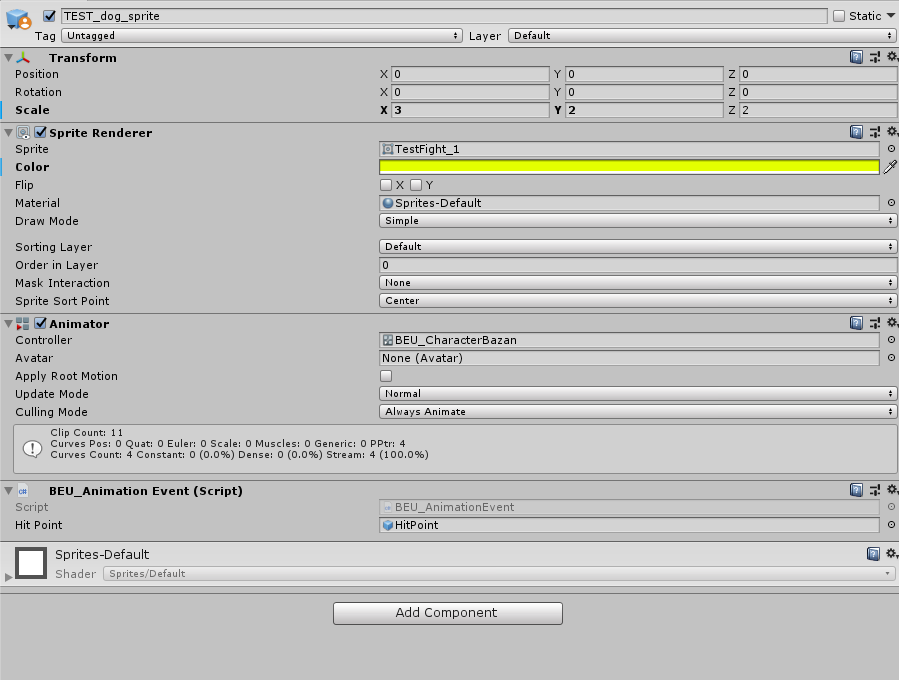 TEST_dog_sprite Static
Tag Untagged Layer Default
Transform
Position X 0 Y 0 Z 0
Rotation X 0 Y 0 Z 0
Scale X 3 Y 2 Z 2
Sprite Renderer
Sprite TestFight_1
Color
Flip X Y
Material Sprites-Default
Draw Mode Simple
Sorting Layer Default
Order in Layer 0
Mask Interaction None
Sprite Sort Point Center
Animator
Controller BEU_CharacterBazan
Avatar None (Avatar)
Apply Root Motion
Update Mode Normal
Culling Mode Always Animate
Clip Count: 11
Curves Pos: 0 Quat: 0 Euler: 0 Scale: 0 Muscles: 0 Generic: 0 PPtr: 4
Curves Count: 4 Constant: 0 (0.0%) Dense: 0 (0.0%) Stream: 4 (100.0%)
BEU_Animation Event (Script)
Script BEU_AnimationEvent
Hit Point HitPoint
Sprites-Default
Shader Sprites/Default
Add Component